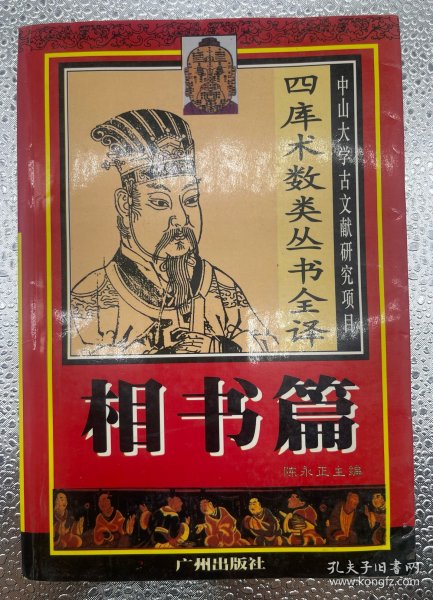 中山大学古文献研究项目
四库术数类丛书全译
相书篇
陈永正主编
广州出版社
孔夫子旧书网
www.kongfz.com